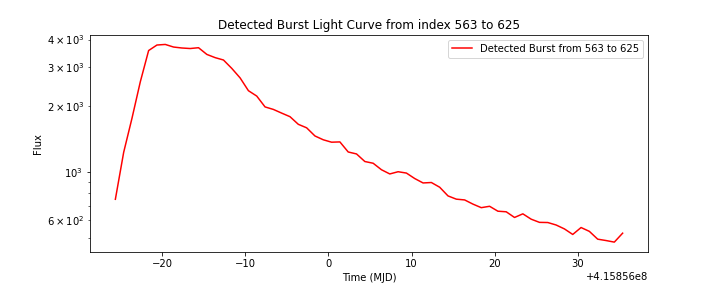 Detected Burst Light Curve from index 563 to 625
Detected Burst from 563 to 625
4 × 10³
3 × 10³
2 × 10³
10³
6 × 10²
Flux
−20 −10 0 10 20 30
Time (MJD)
+4.15856e8